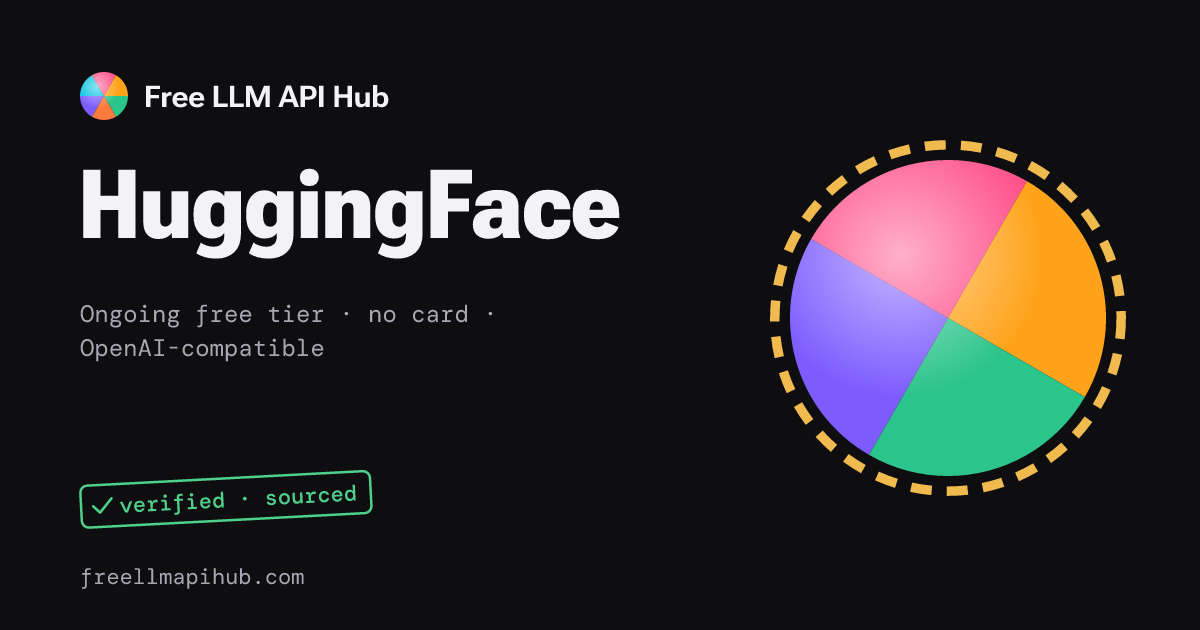 Free LLM API Hub
HuggingFace
Ongoing free tier · no card ·
OpenAI-compatible
verified · sourced
freellmapihub.com